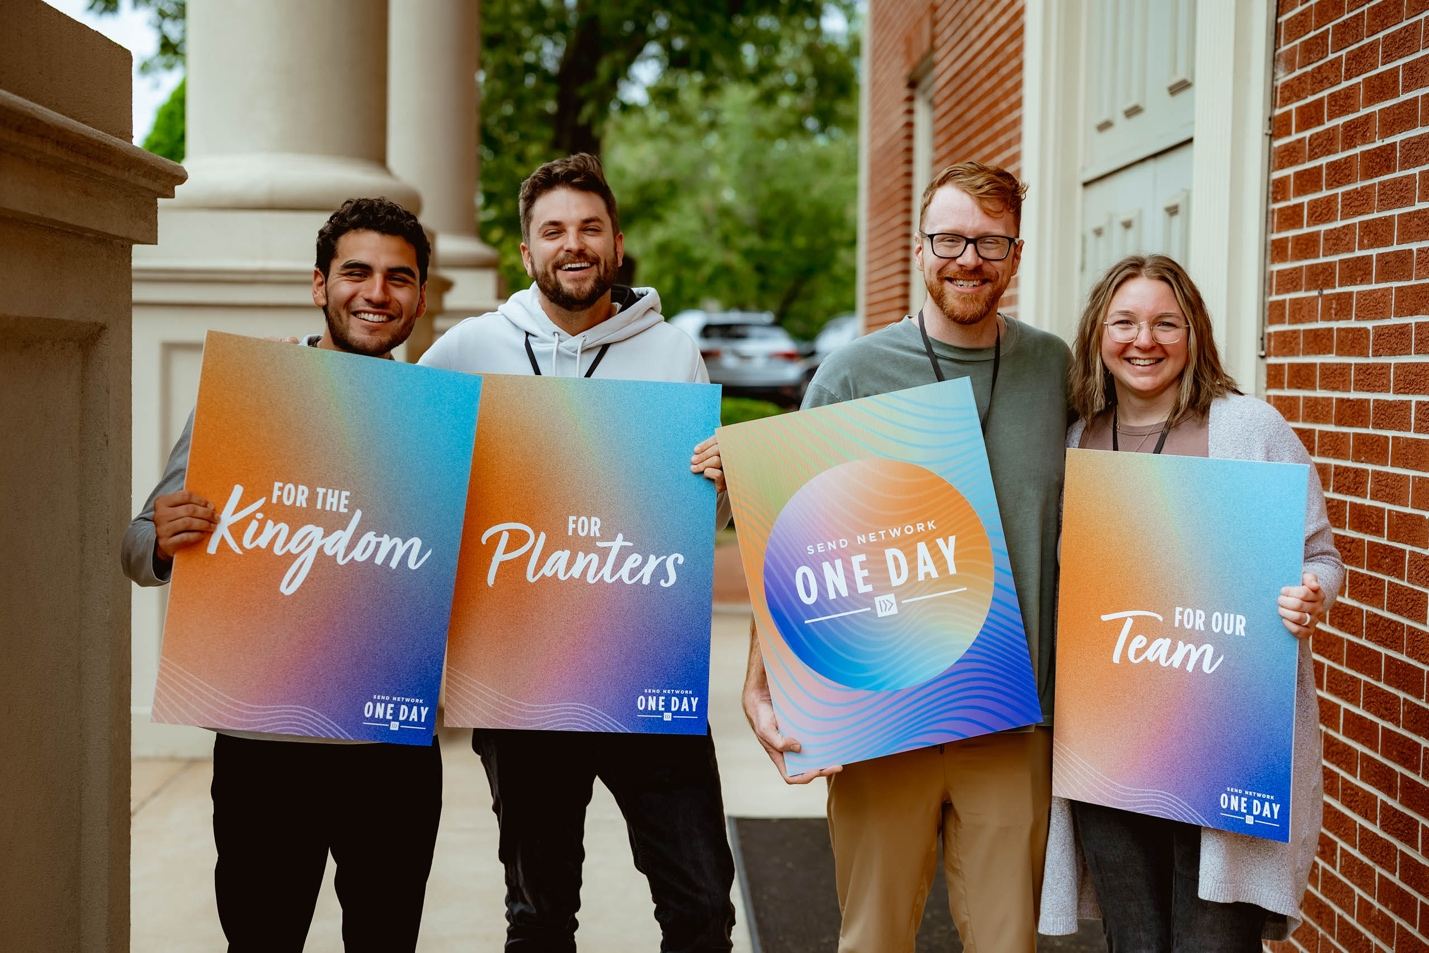 FOR THE
Kingdom
SEND NETWORK
ONE DAY
FOR
Planters
SEND NETWORK
ONE DAY
SEND NETWORK
ONE DAY
FOR OUR
Team
SEND NETWORK
ONE DAY